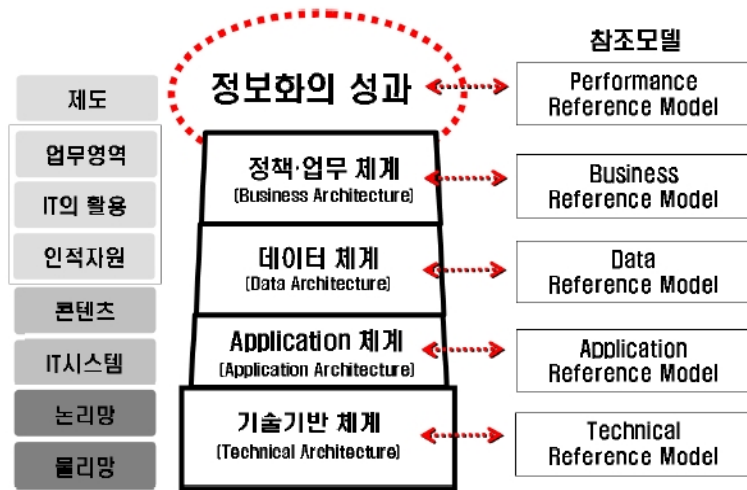 제도
업무영역
IT의 활용
인적자원
콘텐츠
IT시스템
논리망
물리망
정보화의 성과
정책·업무 체계
(Business Architecture)
데이터 체계
(Data Architecture)
Application 체계
(Application Architecture)
기술기반 체계
(Technical Architecture)
참조모델
Performance
Reference Model
Business
Reference Model
Data
Reference Model
Application
Reference Model
Technical
Reference Model